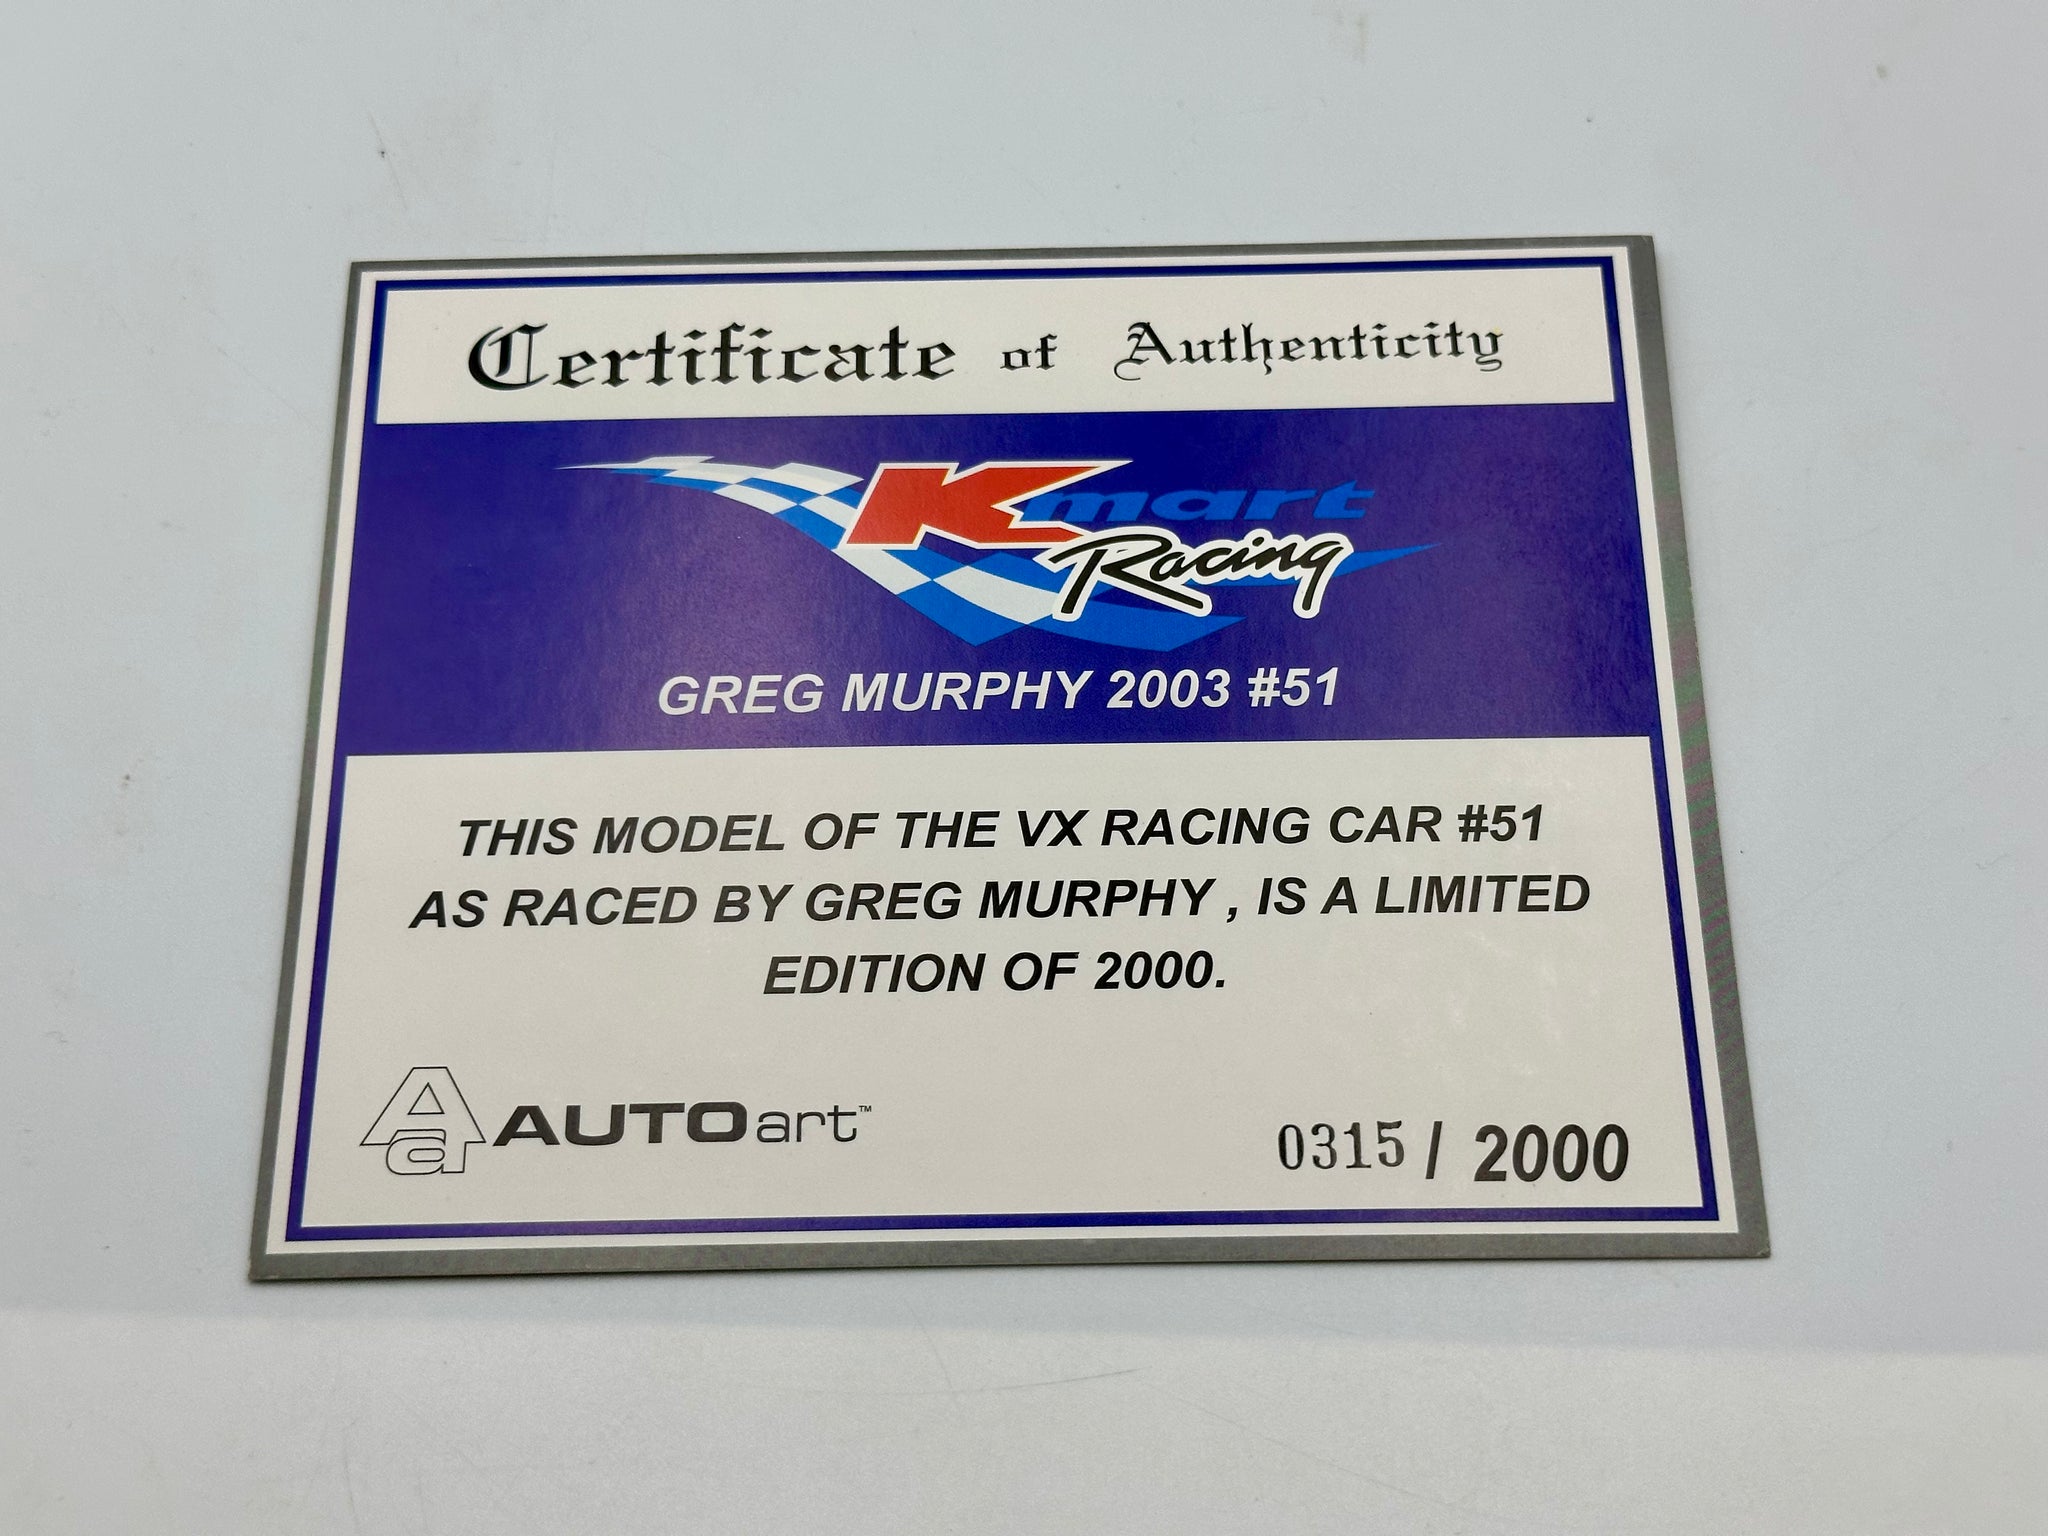 Certificate of Authenticity
Kmart
Racing
GREG MURPHY 2003 #51
THIS MODEL OF THE VX RACING CAR #51
AS RACED BY GREG MURPHY , IS A LIMITED
EDITION OF 2000.
Aa AUTOart™
0315 / 2000